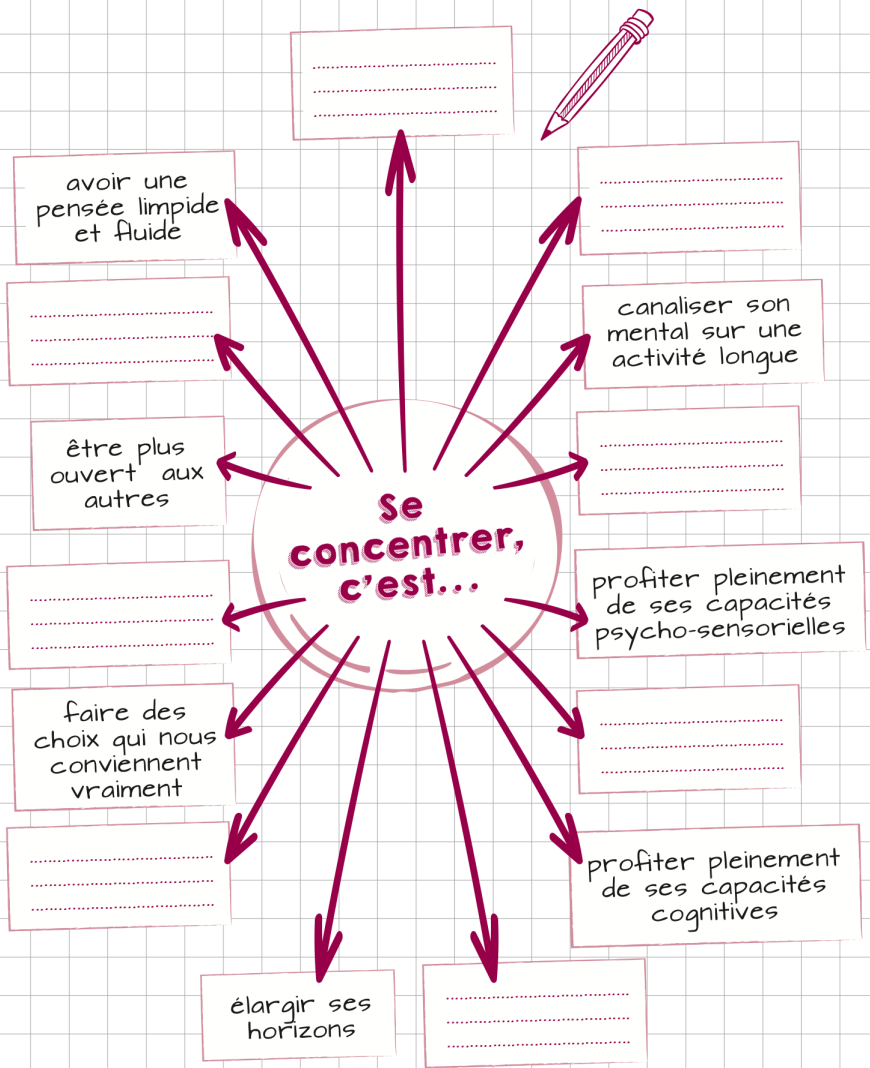 avoir une
pensée limpide
et fluide
canaliser son
mental sur une
activité longue
être plus
ouvert aux
autres
Se
concentrer,
c'est...
profiter pleinement
de ses capacités
psycho-sensorielles
faire des
choix qui nous
conviennent
vraiment
profiter pleinement
de ses capacités
cognitives
élargir ses
horizons